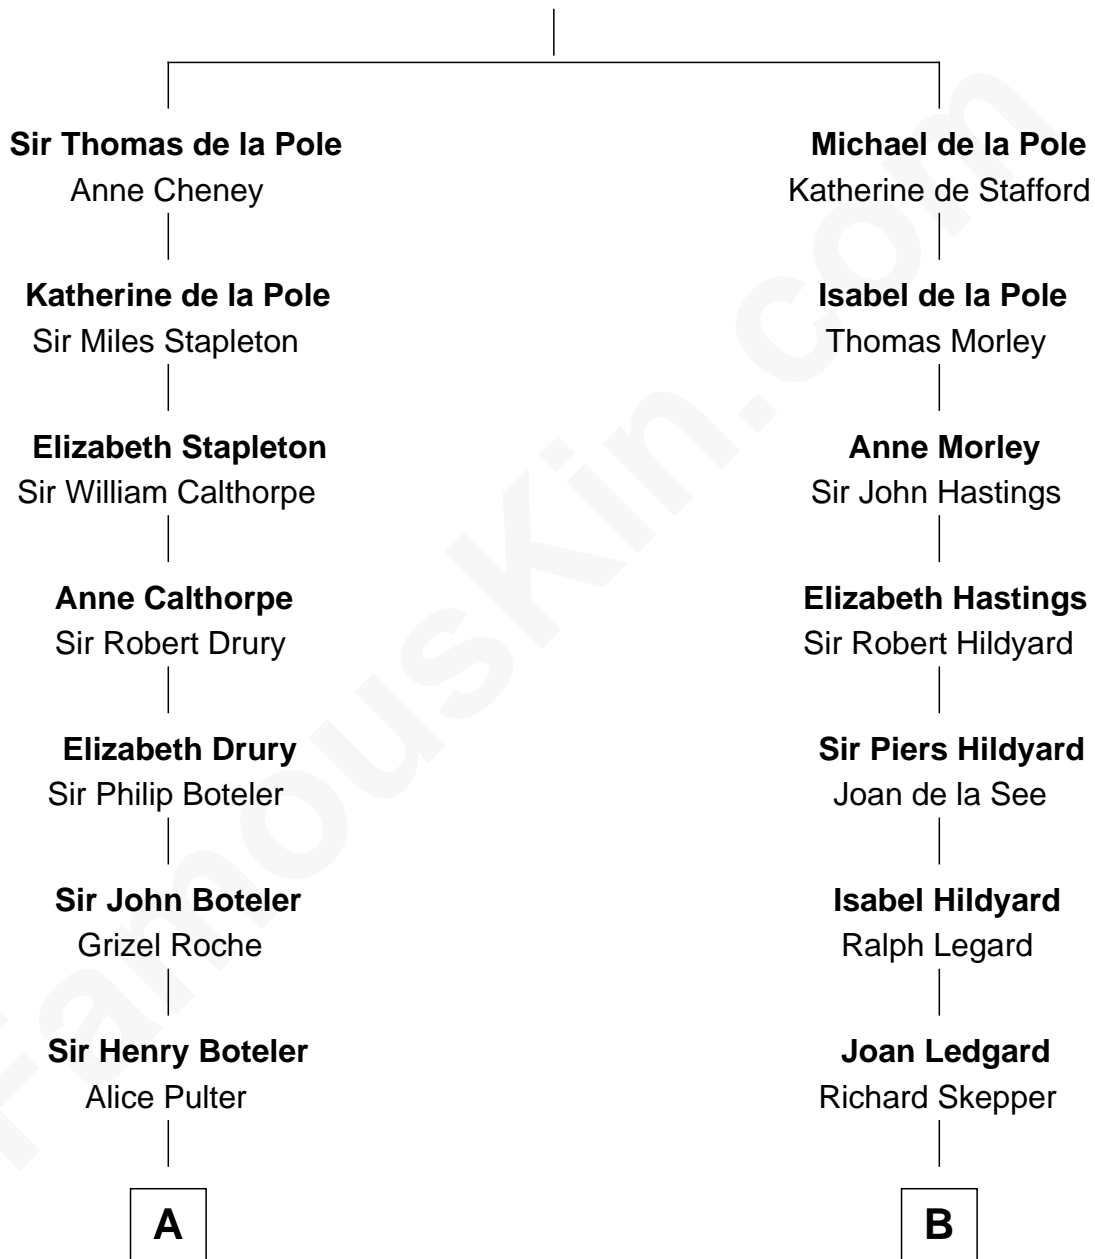 Sir Thomas de la Pole
Anne Cheney
Katherine de la Pole
Sir Miles Stapleton
Elizabeth Stapleton
Sir William Calthorpe
Anne Calthorpe
Sir Robert Drury
Elizabeth Drury
Sir Philip Boteler
Sir John Boteler
Grizel Roche
Sir Henry Boteler
Alice Pulter
A
Michael de la Pole
Katherine de Stafford
Isabel de la Pole
Thomas Morley
Anne Morley
Sir John Hastings
Elizabeth Hastings
Sir Robert Hildyard
Sir Piers Hildyard
Joan de la See
Isabel Hildyard
Ralph Legard
Joan Ledgard
Richard Skepper
B
FamousKin.com